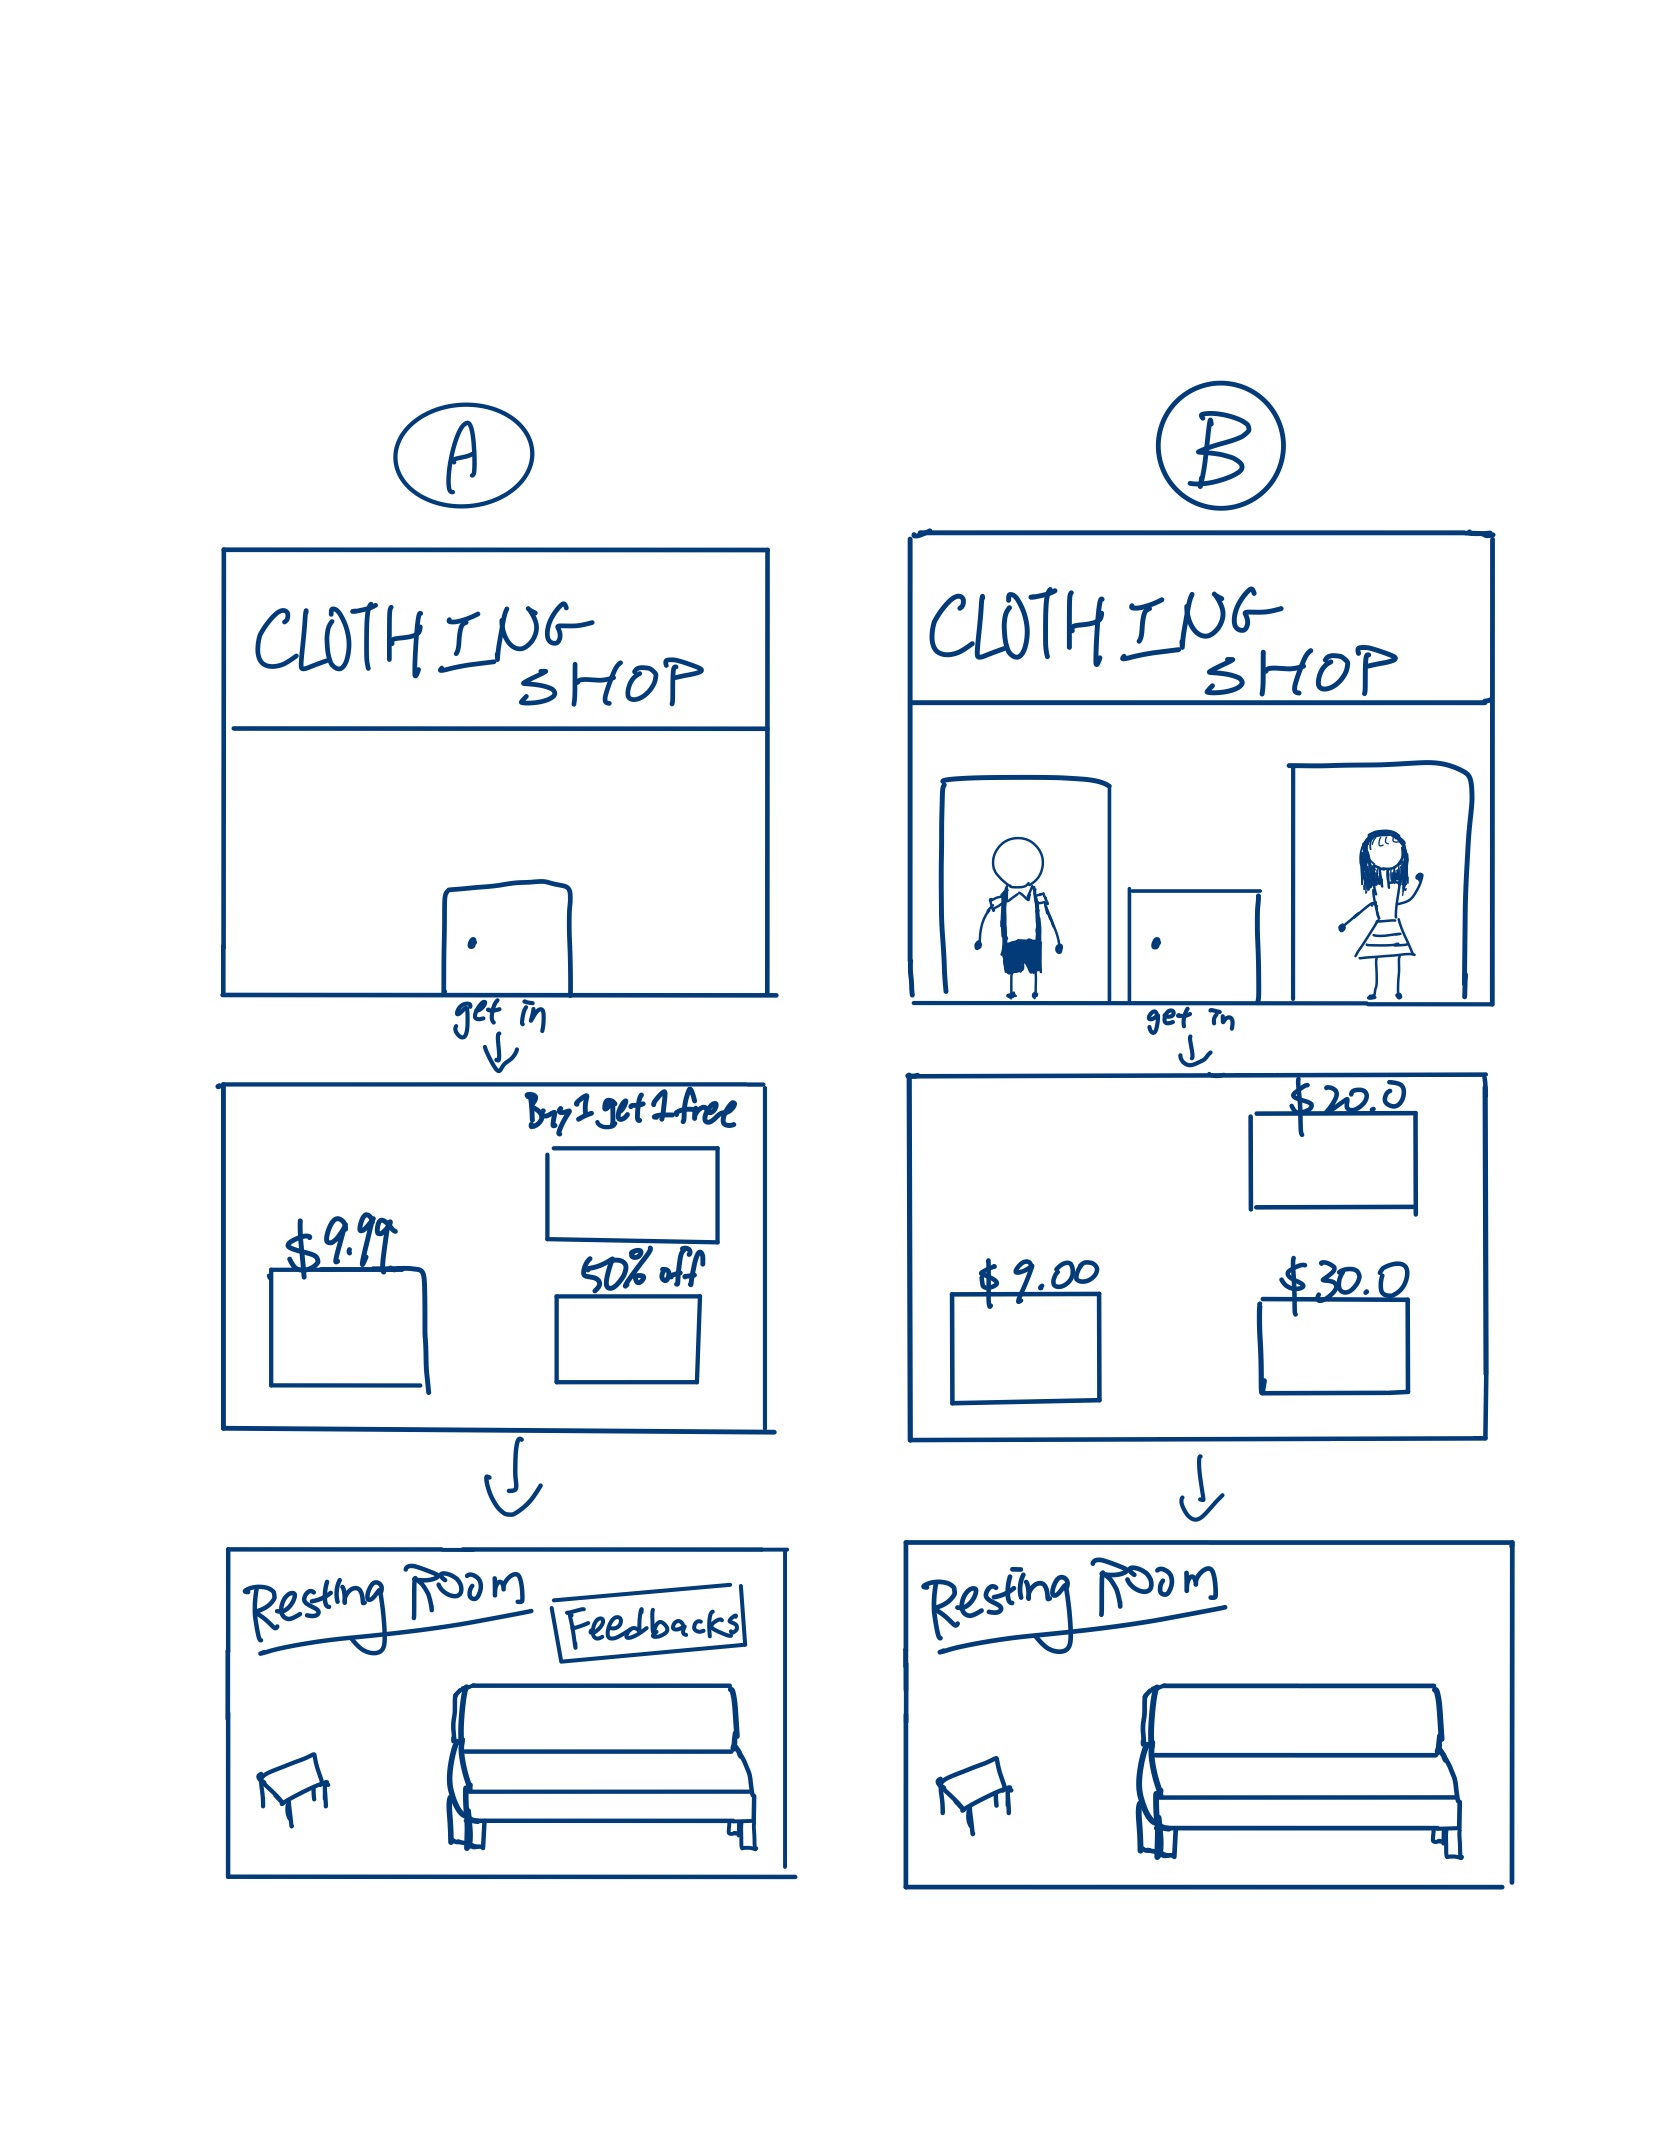 A
CLOTHING
SHOP
get in
Buy 1 get 1 free
$9.99
50% off
Resting Room
Feedbacks
B
CLOTHING
SHOP
get in
$20.0
$9.00
$30.0
Resting Room